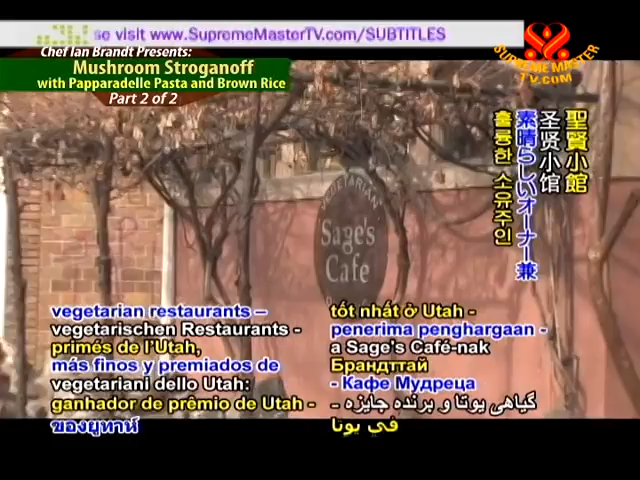 se visit www.SupremeMasterTV.com/SUBTITLES
Chef Ian Brandt Presents:
Mushroom Stroganoff
with Papparadelle Pasta and Brown Rice
Part 2 of 2
SUPREME MASTER
TV.COM
聖賢小館
圣贤小馆
素晴らしいオーナー兼
훌륭한 소유주인
VEGETARIAN
Sage's
Cafe
vegetarian restaurants –
vegetarischen Restaurants -
primés de l'Utah,
más finos y premiados de
vegetariani dello Utah:
ganhador de prêmio de Utah -
ของยูทาห์
tốt nhất ở Utah -
penerima penghargaan -
a Sage's Café-nak
Брандттай
- Кафе Мудреца
گیاهی یوتا و برنده جایزه -
في يوتا